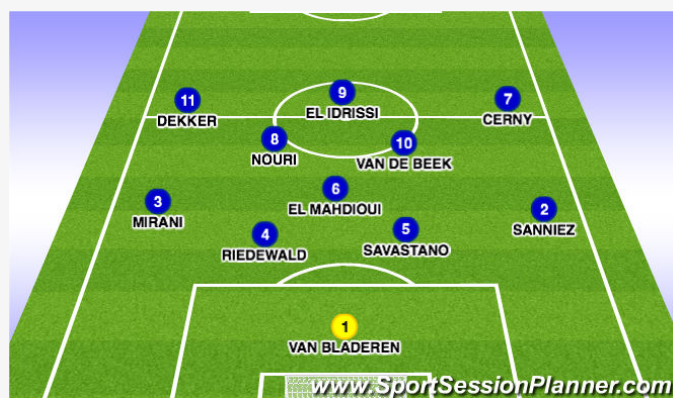 9
EL IDRISSI
11
DEKKER
7
CERNY
8
NOURI
10
VAN DE BEEK
6
EL MAHDIOUI
3
MIRANI
2
SANNIEZ
4
RIEDEWALD
5
SAVASTANO
1
VAN BLADEREN
www.SportSessionPlanner.com